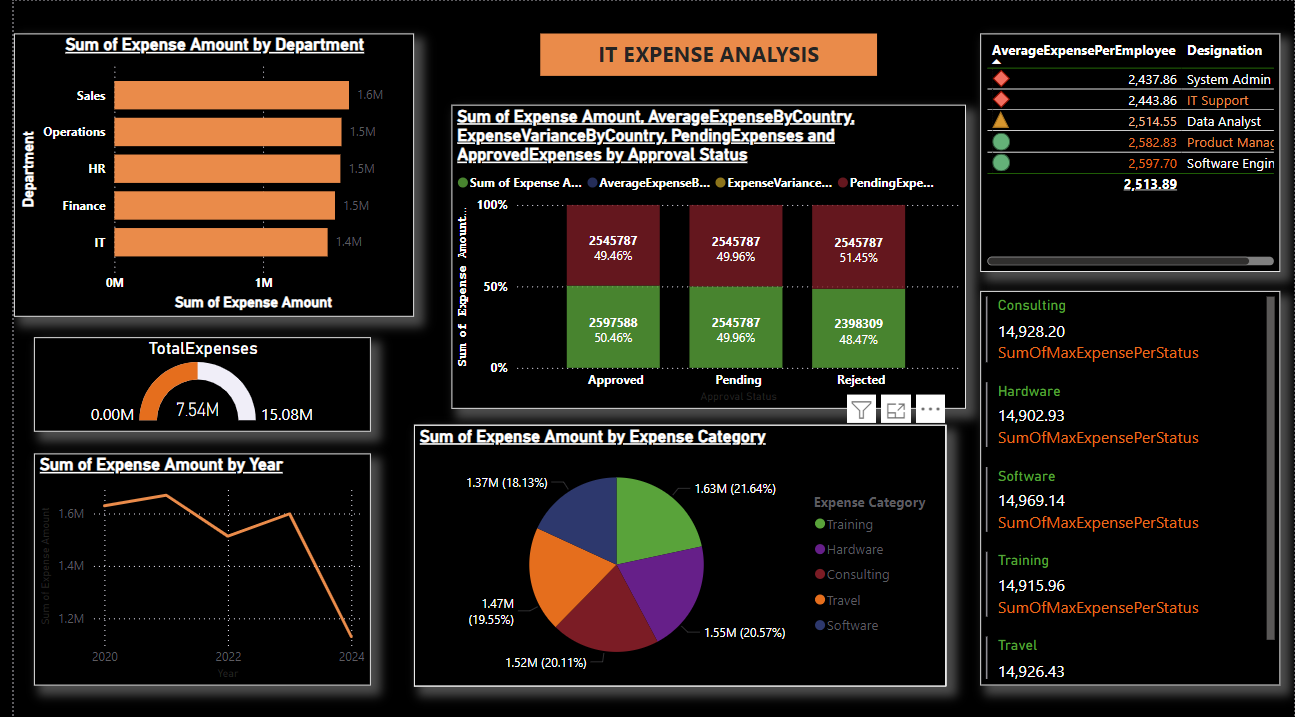 Sum of Expense Amount by Department
Department
Sales
1.6M
Operations
1.5M
HR
1.5M
Finance
1.5M
IT
1.4M
0M
1M
Sum of Expense Amount
IT EXPENSE ANALYSIS
Sum of Expense Amount, AverageExpenseByCountry,
ExpenseVarianceByCountry, PendingExpenses and
ApprovedExpenses by Approval Status
Sum of Expense A...
AverageExpenseB...
ExpenseVariance...
PendingExpe...
Sum of Expense Amount...
100%
50%
0%
2545787
49.46%
2545787
49.96%
2545787
51.45%
2597588
50.46%
2545787
49.96%
2398309
48.47%
Approved
Pending
Rejected
Approval Status
AverageExpensePerEmployee Designation
2,437.86 System Admin
2,443.86 IT Support
2,514.55 Data Analyst
2,582.83 Product Manag
2,597.70 Software Engin
2,513.89
TotalExpenses
0.00M
7.54M
15.08M
Sum of Expense Amount by Year
Sum of Expense Amount
1.6M
1.4M
1.2M
2020
2022
2024
Year
Sum of Expense Amount by Expense Category
1.37M (18.13%)
1.63M (21.64%)
1.47M
(19.55%)
1.55M (20.57%)
1.52M (20.11%)
Expense Category
Training
Hardware
Consulting
Travel
Software
Consulting
14,928.20
SumOfMaxExpensePerStatus
Hardware
14,902.93
SumOfMaxExpensePerStatus
Software
14,969.14
SumOfMaxExpensePerStatus
Training
14,915.96
SumOfMaxExpensePerStatus
Travel
14,926.43